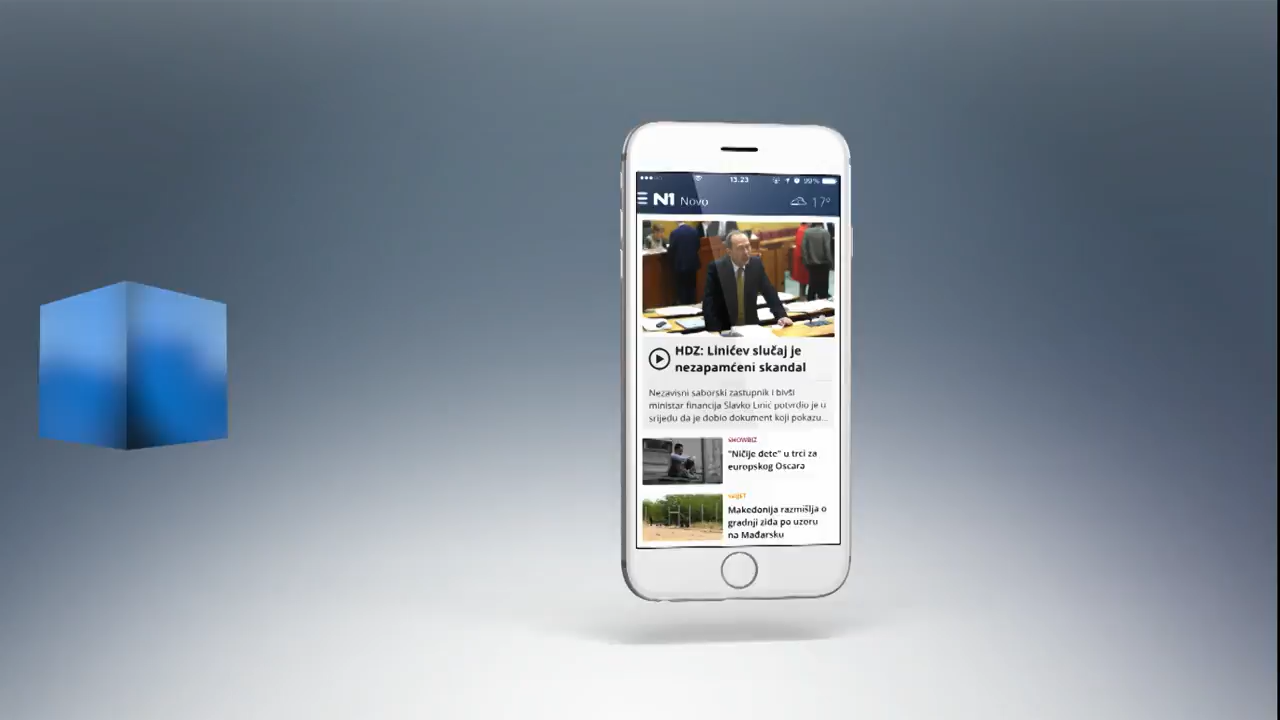 13.23
99%
N1 Novo
17°
HDZ: Linićev slučaj je
nezapamćeni skandal
Nezavisni saborski zastupnik i bivši
ministar financija Slavko Linić potvrdio je u
srijedu da je dobio dokument koji pokazu...
SHOWBIZ
"Ničije dete" u trci za
europskog Oscara
SVIJET
Makedonija razmišlja o
gradnji zida po uzoru
na Mađarsku